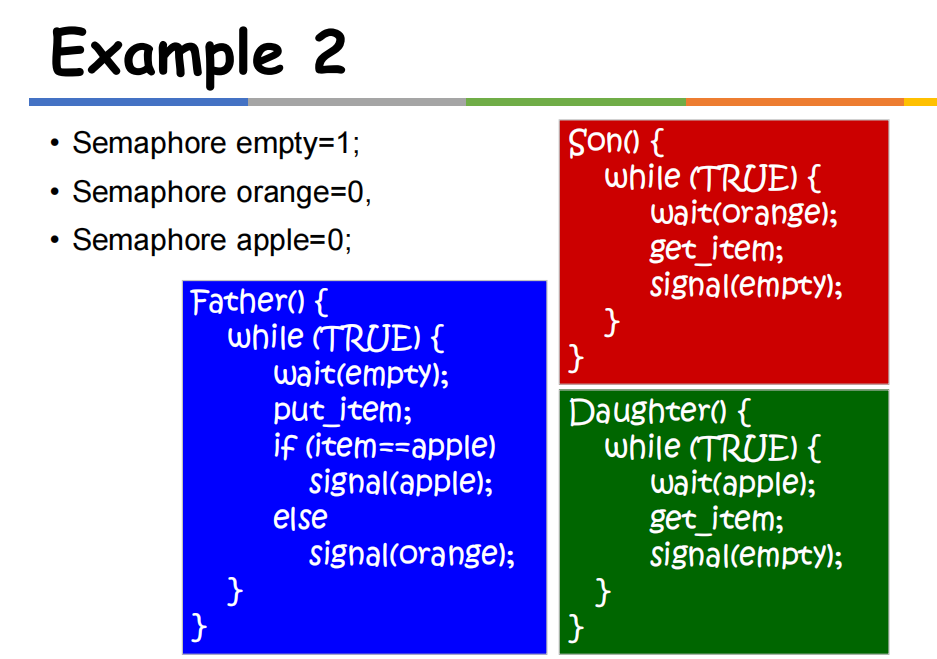 Example 2
• Semaphore empty=1;
• Semaphore orange=0,
• Semaphore apple=0;
Father() {
while (TRUE) {
wait(empty);
put_item;
if (item==apple)
signal(apple);
else
signal(orange);
}
}
Son() {
while (TRUE) {
wait(orange);
get_item;
signal(empty);
}
}
Daughter() {
while (TRUE) {
wait(apple);
get_item;
signal(empty);
}
}